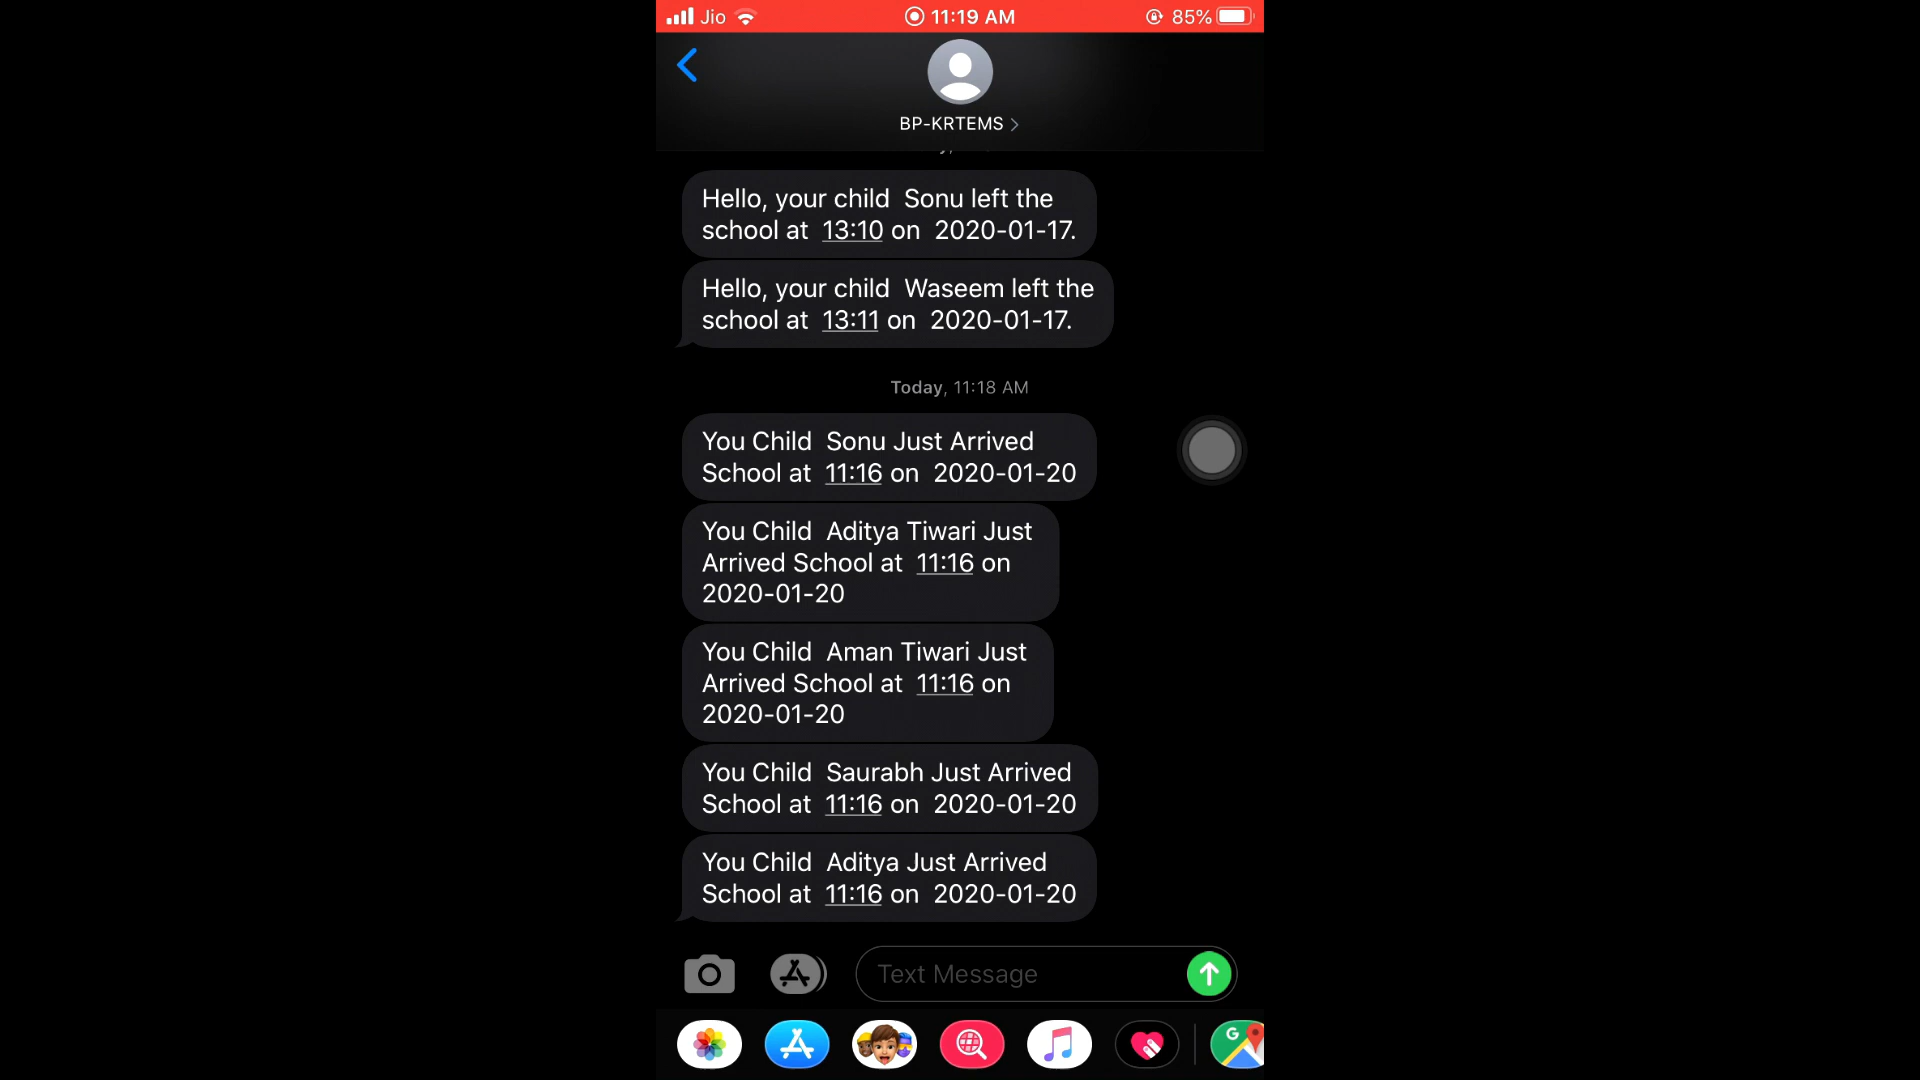 Jio 11:19 AM 85%
BP-KRTEMS
Hello, your child Sonu left the
school at 13:10 on 2020-01-17.
Hello, your child Waseem left the
school at 13:11 on 2020-01-17.
Today, 11:18 AM
You Child Sonu Just Arrived
School at 11:16 on 2020-01-20
You Child Aditya Tiwari Just
Arrived School at 11:16 on
2020-01-20
You Child Aman Tiwari Just
Arrived School at 11:16 on
2020-01-20
You Child Saurabh Just Arrived
School at 11:16 on 2020-01-20
You Child Aditya Just Arrived
School at 11:16 on 2020-01-20
Text Message
G